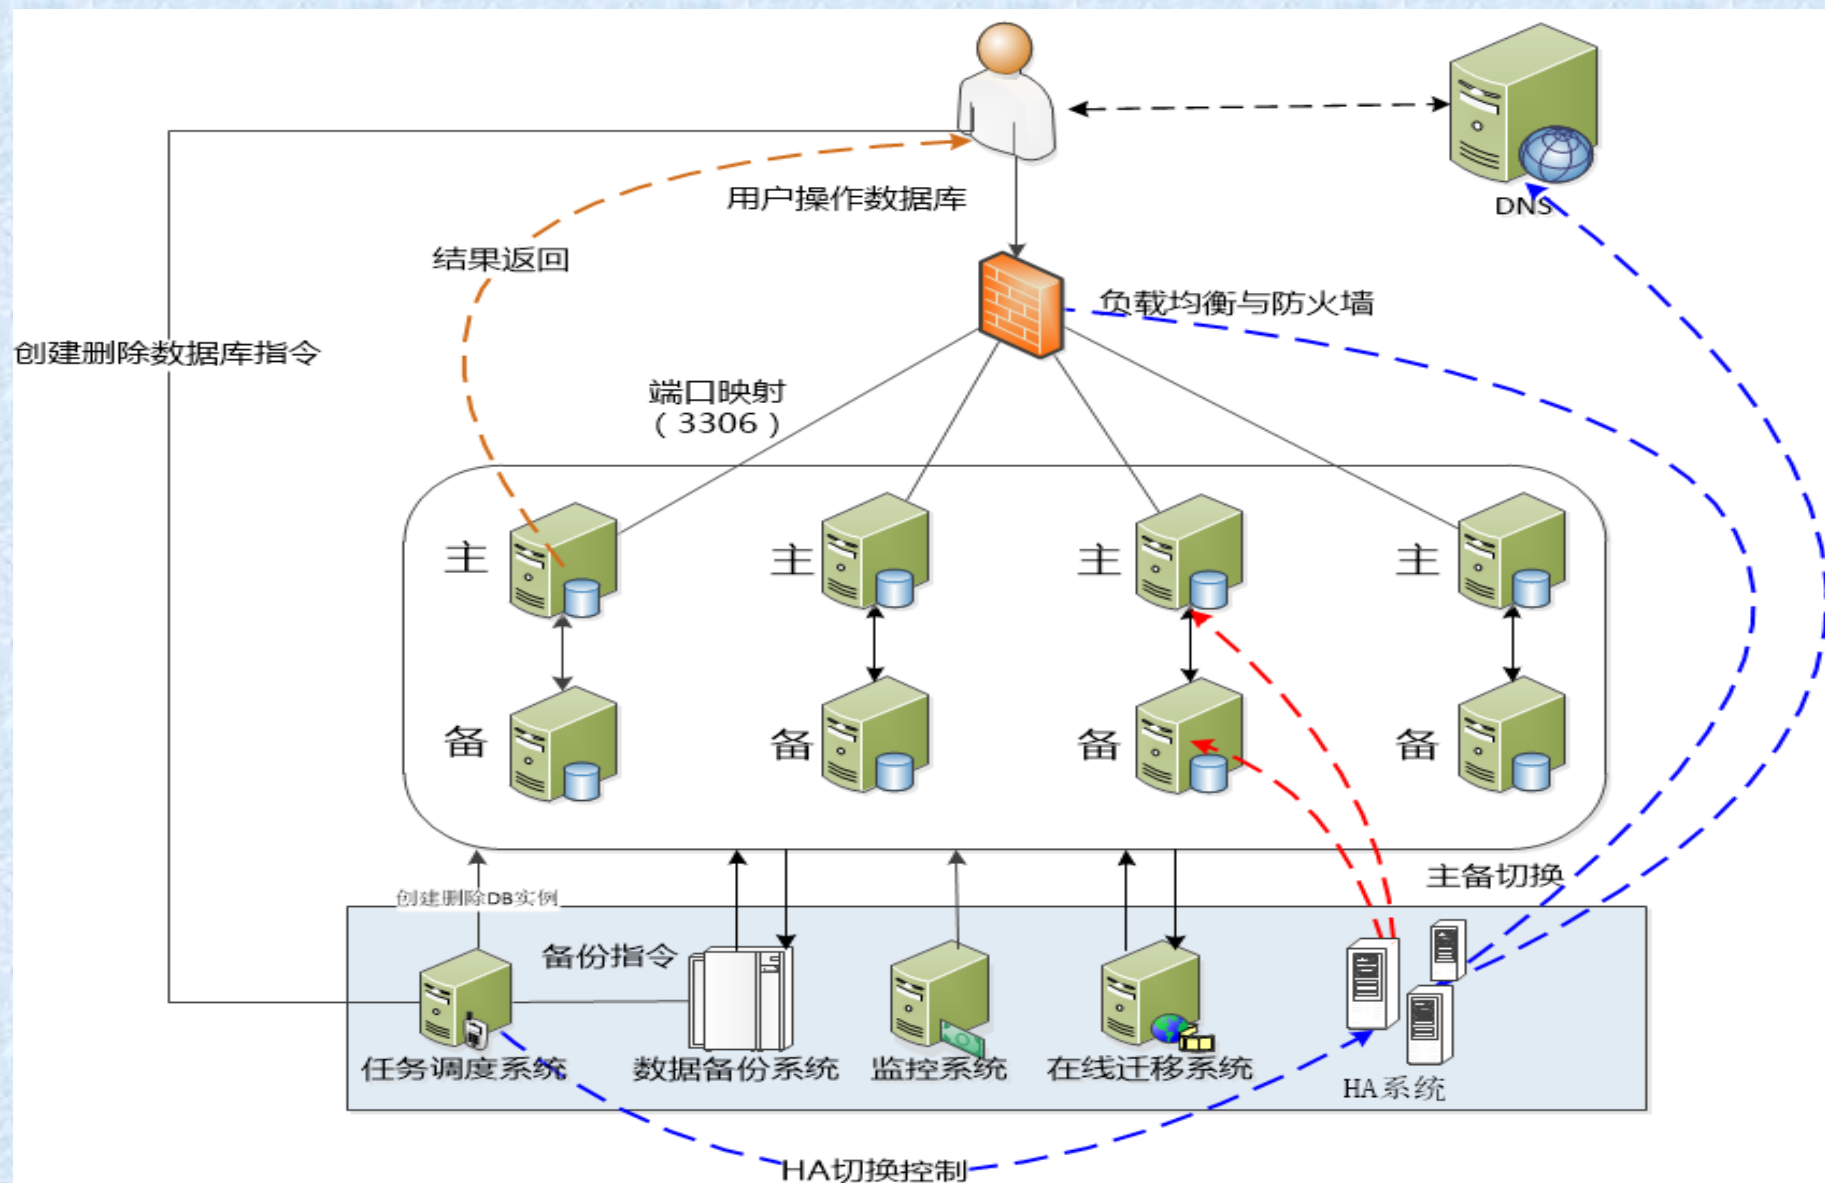 用户操作数据库
DNS
结果返回
负载均衡与防火墙
创建删除数据库指令
端口映射
（3306）
主
主
主
主
备
备
备
备
主备切换
创建删除DB实例
备份指令
任务调度系统
数据备份系统
监控系统
在线迁移系统
HA系统
HA切换控制